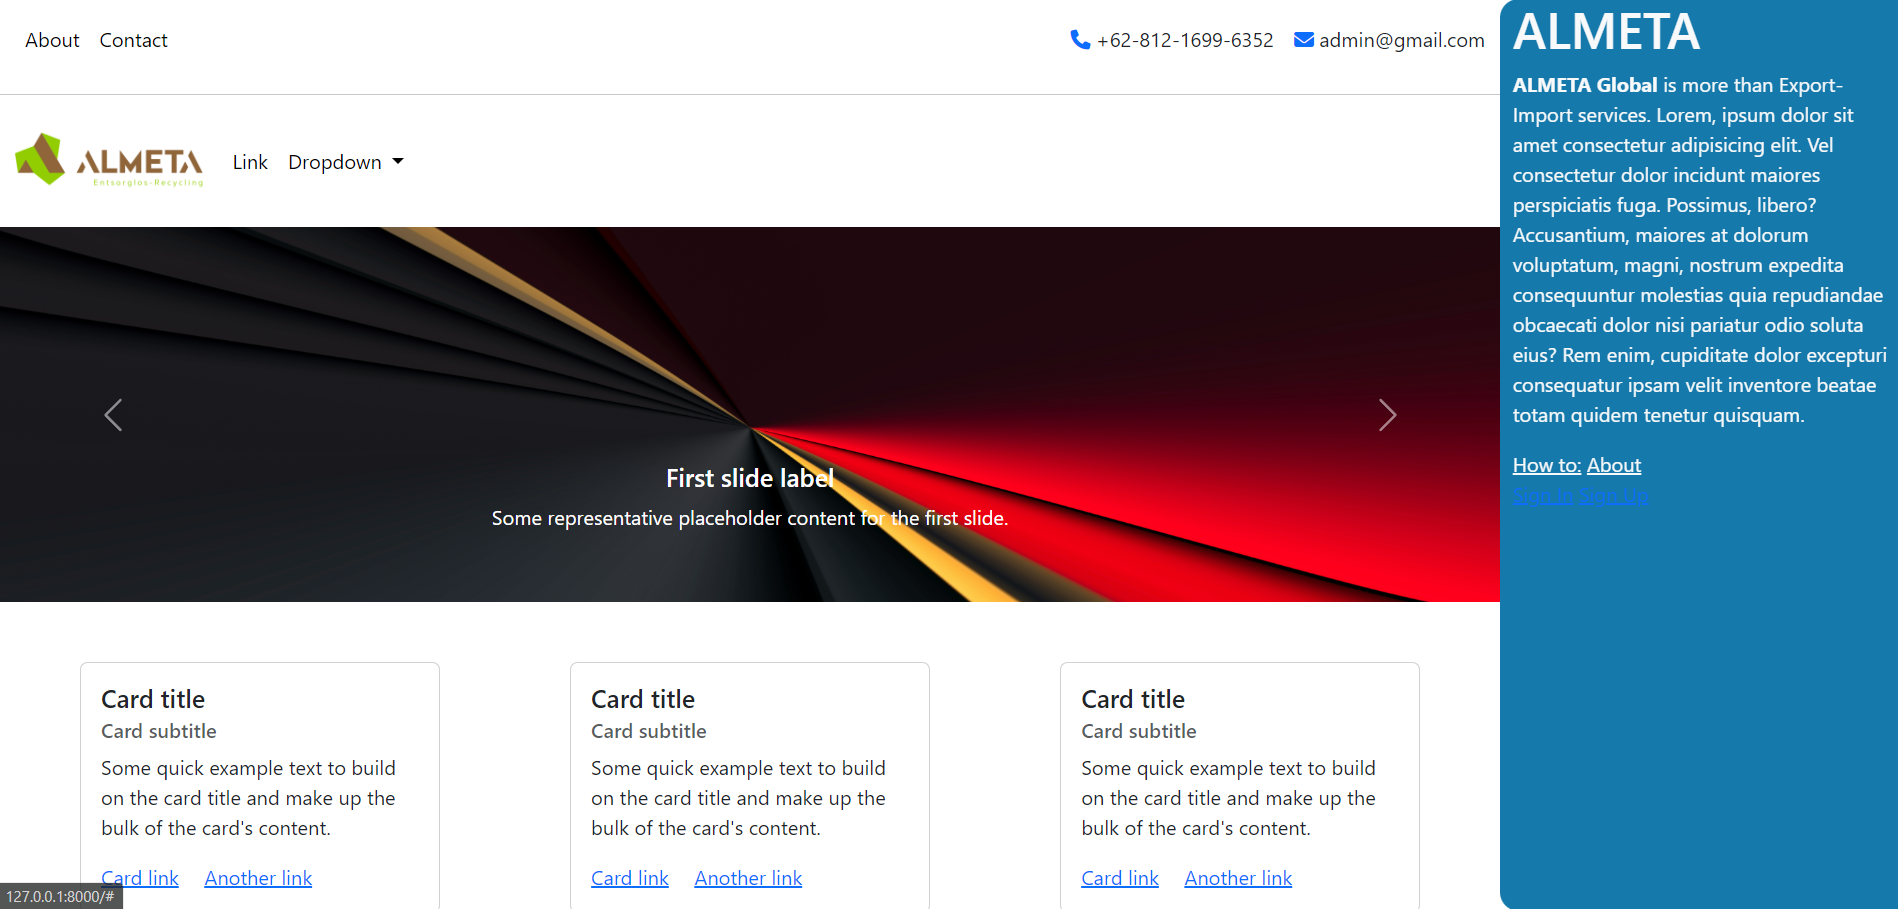 About Contact
+62-812-1699-6352 admin@gmail.com
ALMETA
Entsorglos-Recycling
Link Dropdown
First slide label
Some representative placeholder content for the first slide.
Card title
Card subtitle
Some quick example text to build
on the card title and make up the
bulk of the card's content.
Card link Another link
Card title
Card subtitle
Some quick example text to build
on the card title and make up the
bulk of the card's content.
Card link Another link
Card title
Card subtitle
Some quick example text to build
on the card title and make up the
bulk of the card's content.
Card link Another link
127.0.0.1:8000/#
ALMETA
ALMETA Global is more than Export-
Import services. Lorem, ipsum dolor sit
amet consectetur adipisicing elit. Vel
consectetur dolor incidunt maiores
perspiciatis fuga. Possimus, libero?
Accusantium, maiores at dolorum
voluptatum, magni, nostrum expedita
consequuntur molestias quia repudiandae
obcaecati dolor nisi pariatur odio soluta
eius? Rem enim, cupiditate dolor excepturi
consequatur ipsam velit inventore beatae
totam quidem tenetur quisquam.
How to: About
Sign in Sign Up